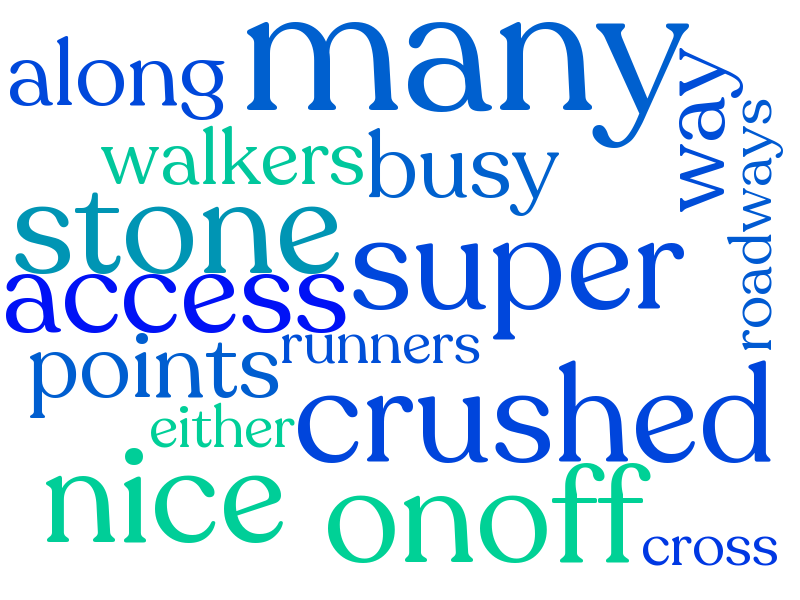 many
along
way
roadways
walkers
busy
stone
super
access
runners
points
crushed
either
nice
onoff
cross